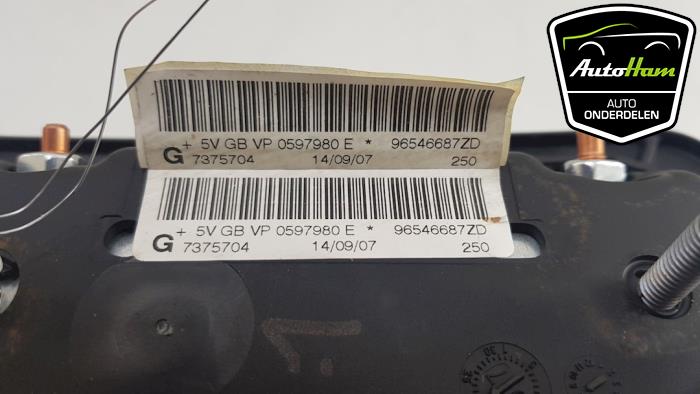 AutoHam
AUTO
ONDERDELEN
+ 5V GB VP 0597980 E * 96546687ZD
G 7375704 14/09/07 250
+ 5V GB VP 0597980 E * 96546687ZD
G 7375704 14/09/07 250